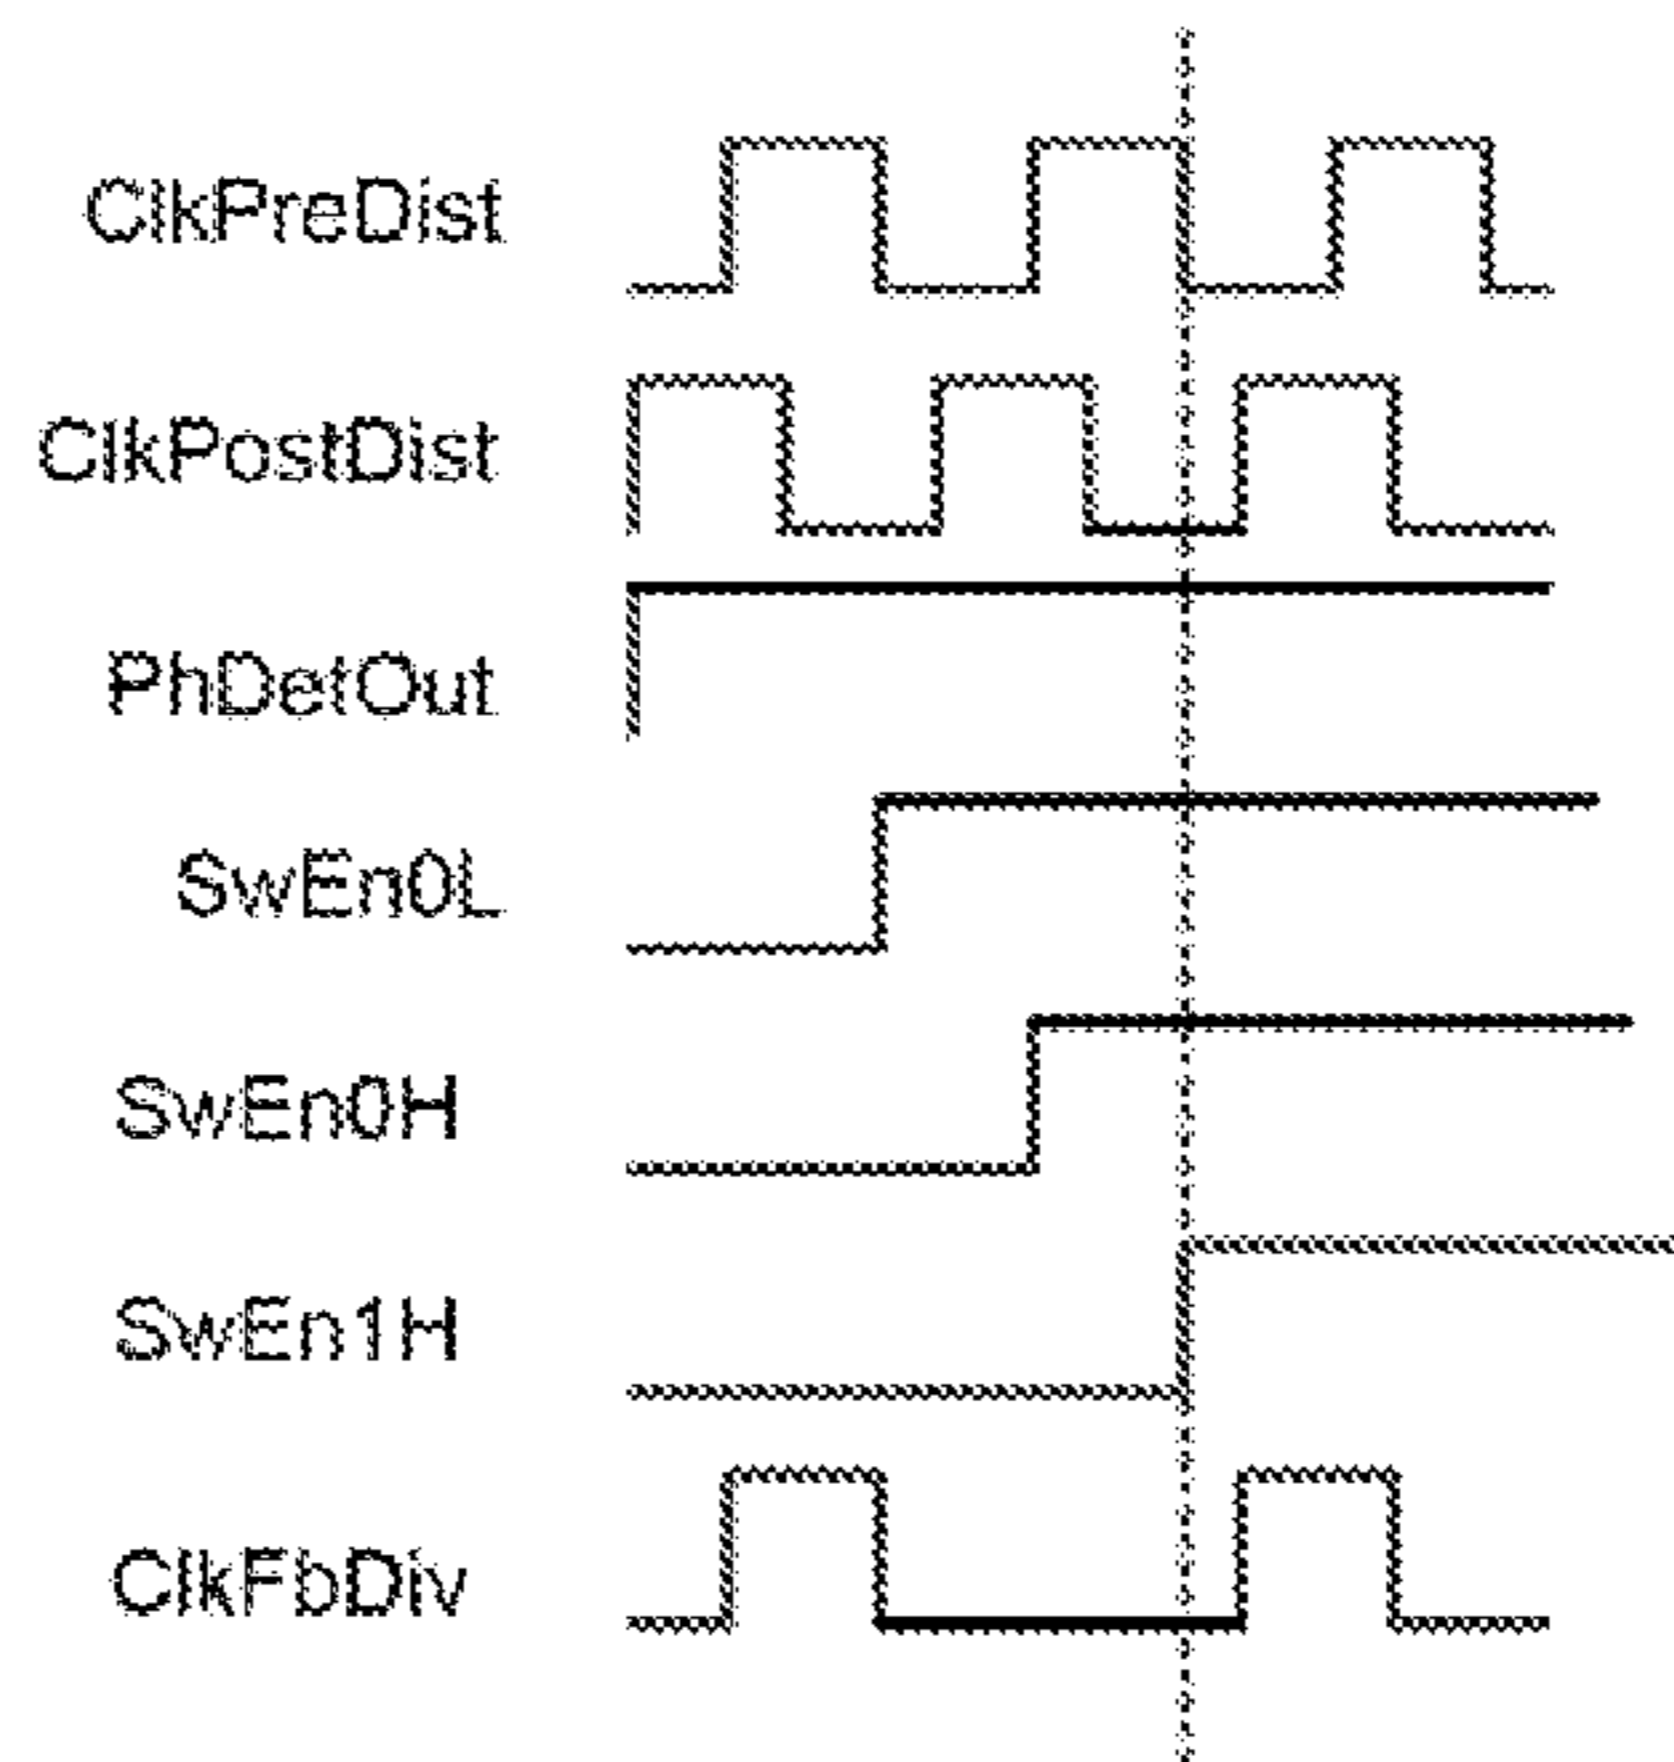 ClkPreDist
ClkPostDist
PhDetOut
SwEn0L
SwEn0H
SwEn1H
ClkFbDiv